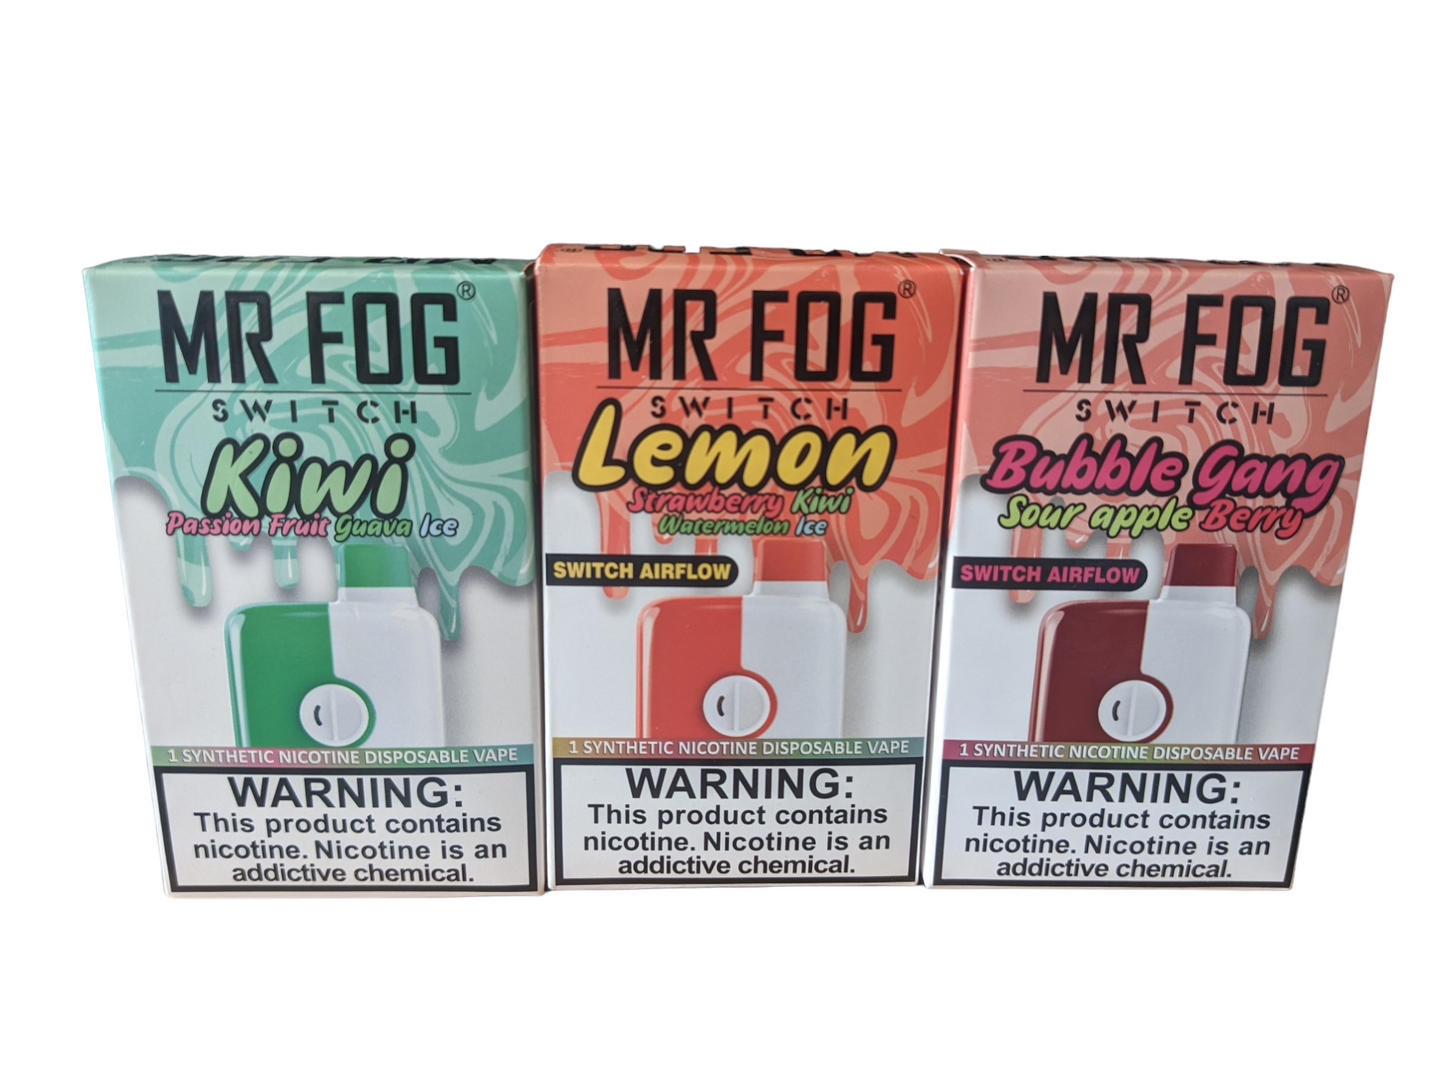 MR FOG®
SWITCH
Kiwi
Passion Fruit Guava Ice
1 SYNTHETIC NICOTINE DISPOSABLE VAPE
WARNING:
This product contains
nicotine. Nicotine is an
addictive chemical.
MR FOG®
SWITCH
Lemon
Strawberry Kiwi
Watermelon Ice
SWITCH AIRFLOW
1 SYNTHETIC NICOTINE DISPOSABLE VAPE
WARNING:
This product contains
nicotine. Nicotine is an
addictive chemical.
MR FOG®
SWITCH
Bubble Gang
Sour apple Berry
SWITCH AIRFLOW
1 SYNTHETIC NICOTINE DISPOSABLE VAPE
WARNING:
This product contains
nicotine. Nicotine is an
addictive chemical.